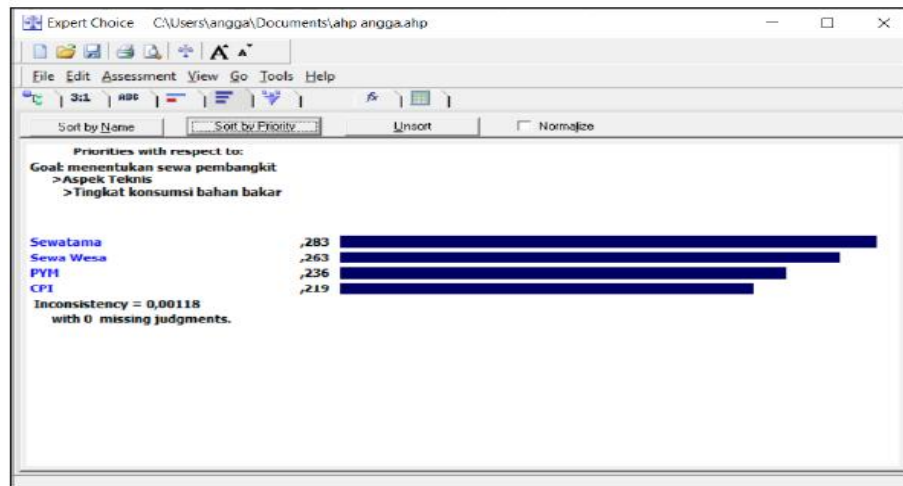 Expert Choice C:\Users\angga\Documents\ahp angga.ahp
File Edit Assessment View Go Tools Help
3:1 ABC
Sort by Name Sort by Priority Unsort Normalize
Priorities with respect to:
Goal: menentukan sewa pembangkit
>Aspek Teknis
>Tingkat konsumsi bahan bakar
Sewatama ,283
Sewa Wesa ,263
PYM ,236
CPI ,219
Inconsistency = 0,00118
with 0 missing judgments.